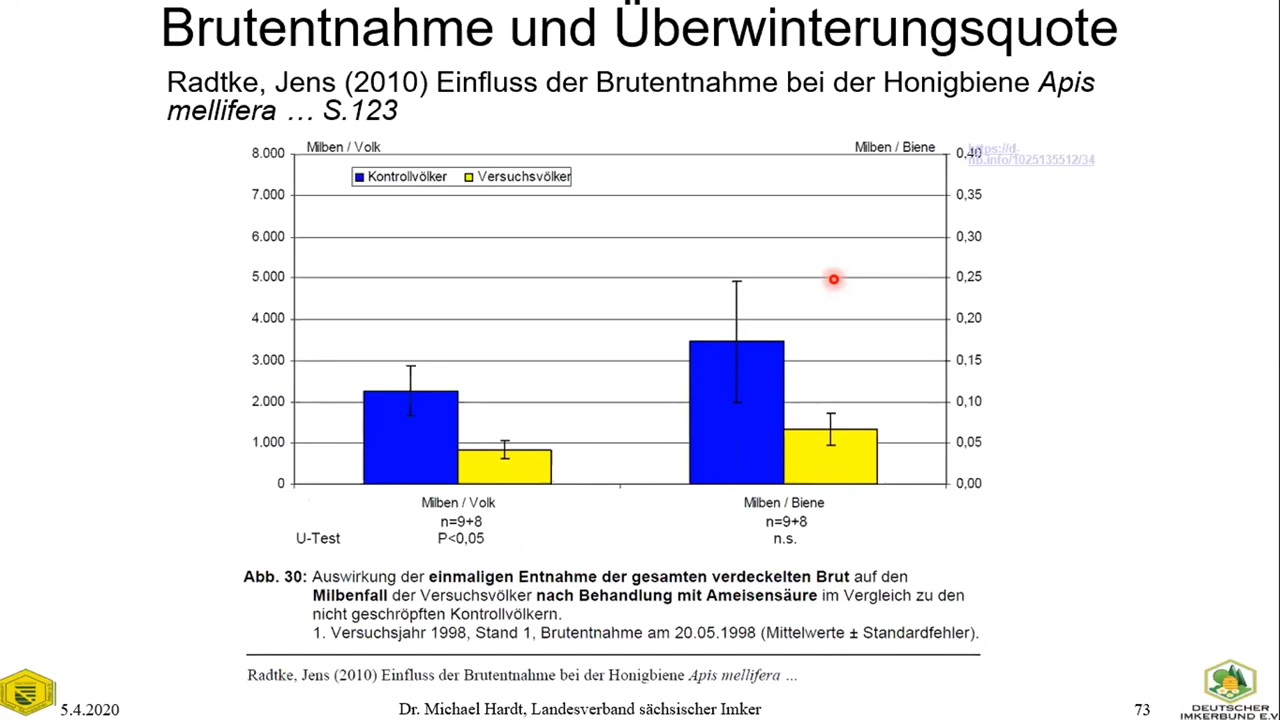 Brutentnahme und Überwinterungsquote
Radtke, Jens (2010) Einfluss der Brutentnahme bei der Honigbiene Apis
mellifera … S.123
Milben / Volk
Milben / Biene
https://d-
nb.info/1025135512/34
Kontrollvölker
Versuchsvölker
8.000
7.000
6.000
5.000
4.000
3.000
2.000
1.000
0
0,40
0,35
0,30
0,25
0,20
0,15
0,10
0,05
0,00
Milben / Volk
Milben / Biene
n=9+8
n=9+8
U-Test
P<0,05
n.s.
Abb. 30: Auswirkung der einmaligen Entnahme der gesamten verdeckelten Brut auf den
Milbenfall der Versuchsvölker nach Behandlung mit Ameisensäure im Vergleich zu den
nicht geschröpften Kontrollvölkern.
1. Versuchsjahr 1998, Stand 1, Brutentnahme am 20.05.1998 (Mittelwerte ± Standardfehler).
Radtke, Jens (2010) Einfluss der Brutentnahme bei der Honigbiene Apis mellifera …
5.4.2020
Dr. Michael Hardt, Landesverband sächsischer Imker
73
DEUTSCHER
IMKERBUND E.V